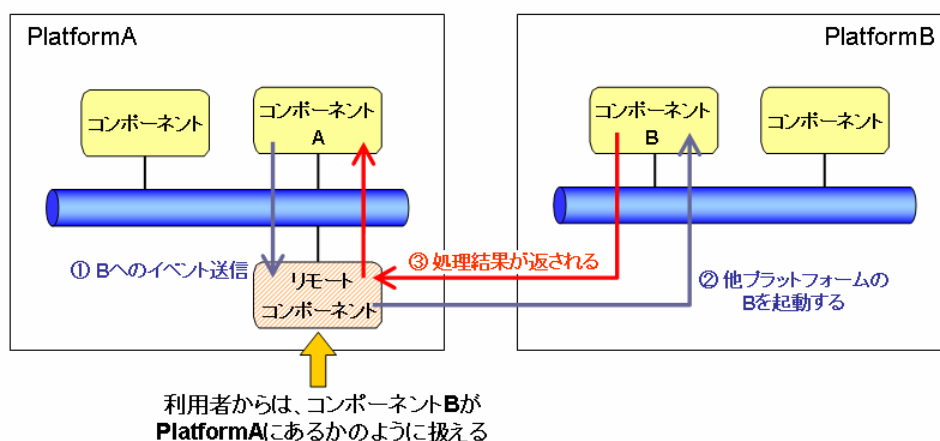 PlatformA
PlatformB
コンポーネント
コンポーネント
A
コンポーネント
B
コンポーネント
① Bへのイベント送信
③ 処理結果が返される
② 他プラットフォームの
Bを起動する
リモート
コンポーネント
利用者からは、コンポーネントBが
PlatformAにあるかのように扱える